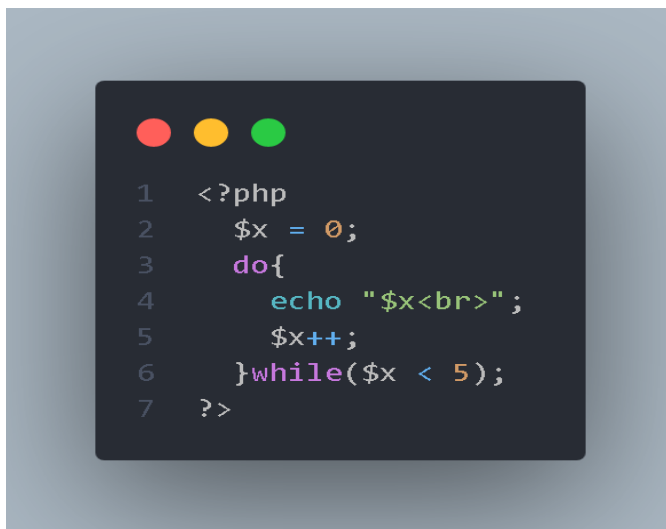 1 <?php
2 $x = 0;
3 do{
4 echo "$x<br>";
5 $x++;
6 }while($x < 5);
7 ?>